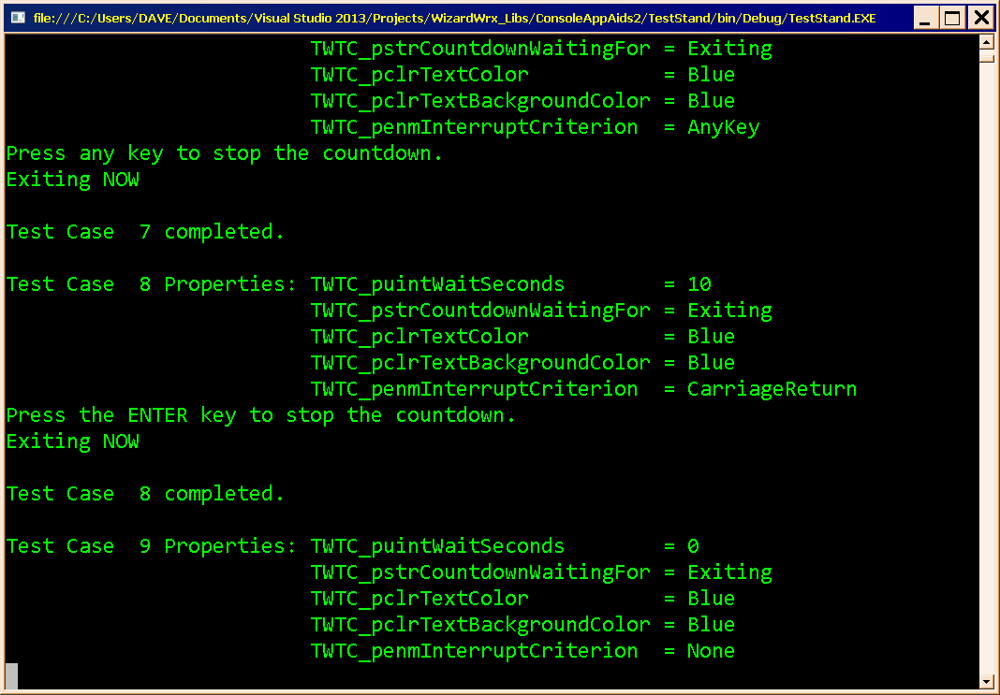 file:///C:/Users/DAVE/Documents/Visual Studio 2013/Projects/WizardWrx_Libs/ConsoleAppAids2/TestStand/bin/Debug/TestStand.EXE
TWTC_pstrCountdownWaitingFor = Exiting
TWTC_pclrTextColor = Blue
TWTC_pclrTextBackgroundColor = Blue
TWTC_penmInterruptCriterion = AnyKey
Press any key to stop the countdown.
Exiting NOW
Test Case  7 completed.
Test Case  8 Properties: TWTC_puintWaitSeconds = 10
TWTC_pstrCountdownWaitingFor = Exiting
TWTC_pclrTextColor = Blue
TWTC_pclrTextBackgroundColor = Blue
TWTC_penmInterruptCriterion = CarriageReturn
Press the ENTER key to stop the countdown.
Exiting NOW
Test Case  8 completed.
Test Case  9 Properties: TWTC_puintWaitSeconds = 0
TWTC_pstrCountdownWaitingFor = Exiting
TWTC_pclrTextColor = Blue
TWTC_pclrTextBackgroundColor = Blue
TWTC_penmInterruptCriterion = None